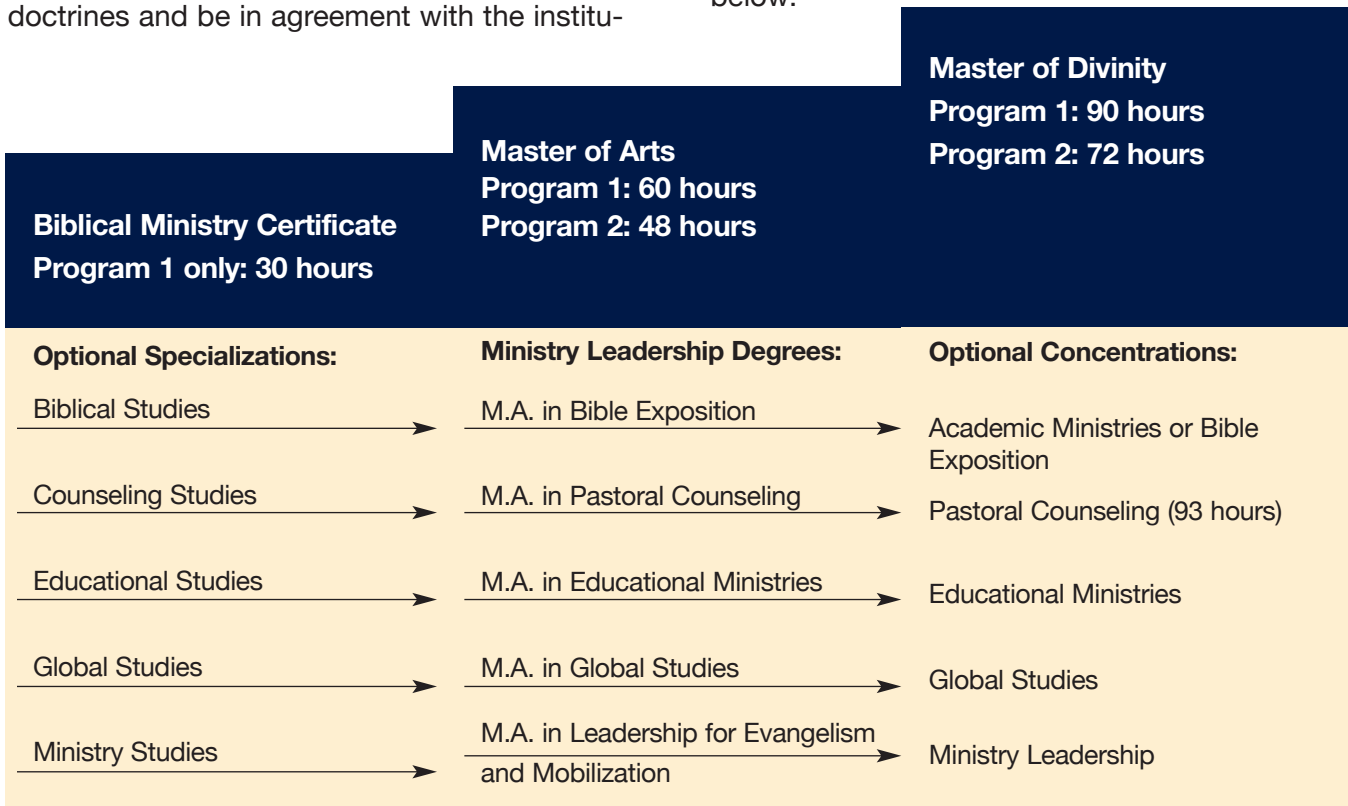 doctrines and be in agreement with the institu-
below.
Biblical Ministry Certificate
Program 1 only: 30 hours
Optional Specializations:
Biblical Studies
Counseling Studies
Educational Studies
Global Studies
Ministry Studies
Master of Arts
Program 1: 60 hours
Program 2: 48 hours
Ministry Leadership Degrees:
M.A. in Bible Exposition
M.A. in Pastoral Counseling
M.A. in Educational Ministries
M.A. in Global Studies
M.A. in Leadership for Evangelism
and Mobilization
Master of Divinity
Program 1: 90 hours
Program 2: 72 hours
Optional Concentrations:
Academic Ministries or Bible
Exposition
Pastoral Counseling (93 hours)
Educational Ministries
Global Studies
Ministry Leadership